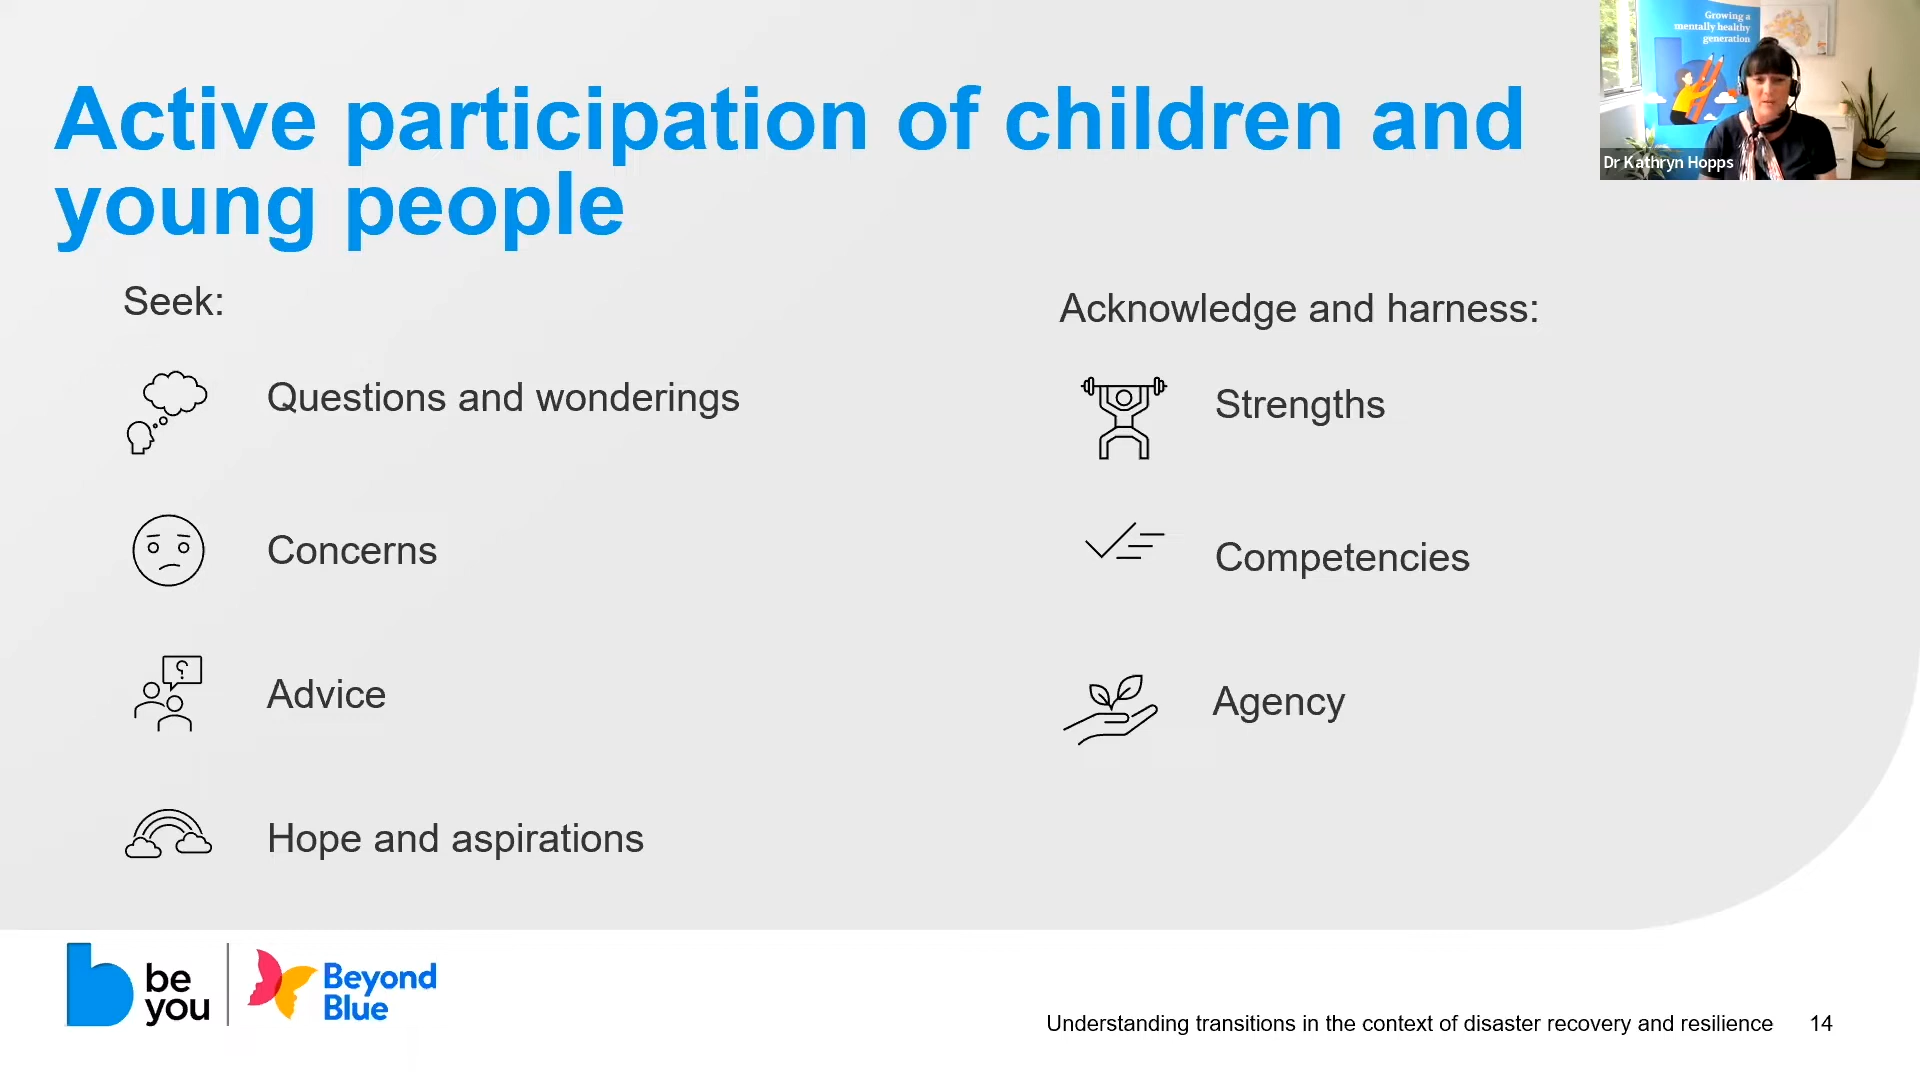 Growing a
mentally healthy
generation
Dr Kathryn Hopps
Active participation of children and
young people
Seek:
Questions and wonderings
Concerns
Advice
Hope and aspirations
Acknowledge and harness:
Strengths
Competencies
Agency
be
you
Beyond
Blue
Understanding transitions in the context of disaster recovery and resilience 14